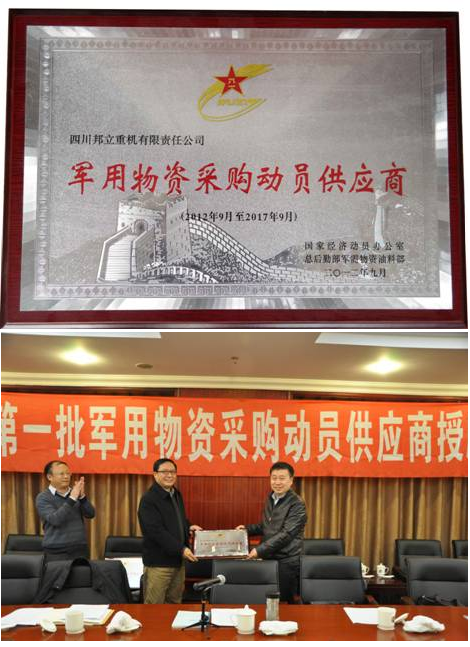 四川邦立重机有限责任公司
军用物资采购动员供应商
(2012年9月至2017年9月)
国家经济动员办公室
总后勤部军需物资油料部
二〇一二年九月
第一批军用物资采购动员供应商授